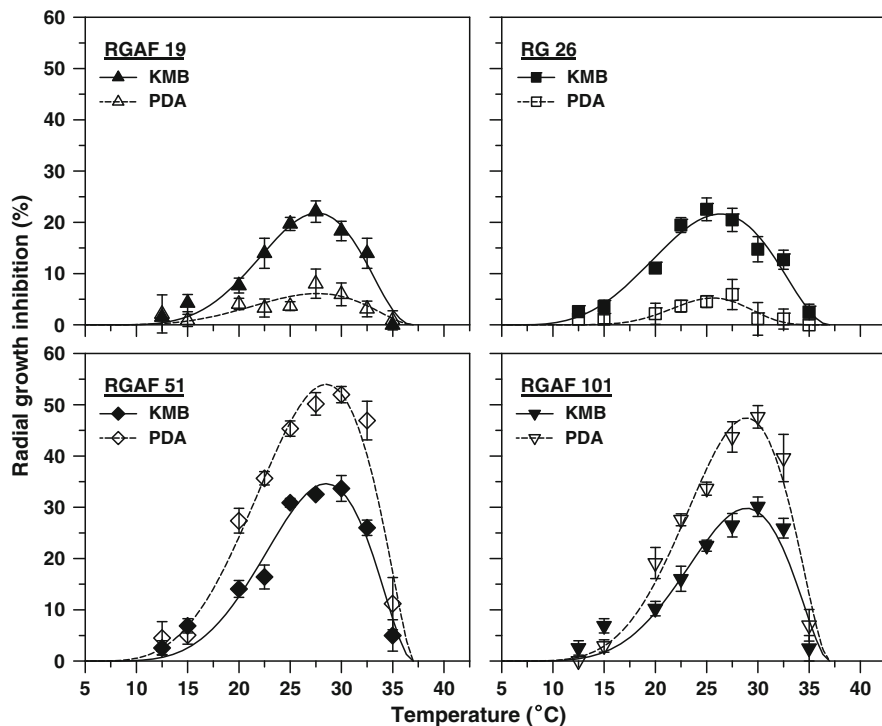 Radial growth inhibition (%)
60
50
40
30
20
10
0
RGAF 19
KMB
PDA
RG 26
KMB
PDA
60
50
40
30
20
10
0
RGAF 51
KMB
PDA
RGAF 101
KMB
PDA
5 10 15 20 25 30 35 40 5 10 15 20 25 30 35 40
Temperature (°C)